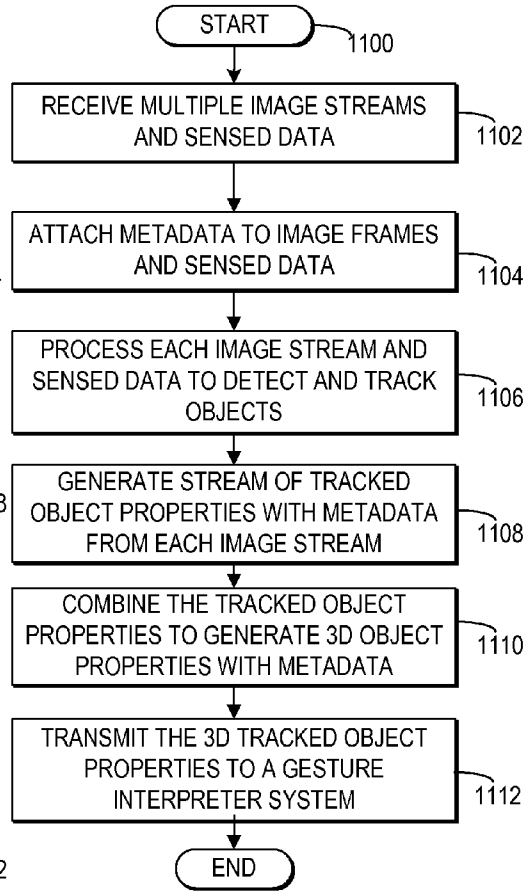 START
1100
RECEIVE MULTIPLE IMAGE STREAMS
AND SENSED DATA
1102
ATTACH METADATA TO IMAGE FRAMES
AND SENSED DATA
1104
PROCESS EACH IMAGE STREAM AND
SENSED DATA TO DETECT AND TRACK
OBJECTS
1106
GENERATE STREAM OF TRACKED
OBJECT PROPERTIES WITH METADATA
FROM EACH IMAGE STREAM
1108
COMBINE THE TRACKED OBJECT
PROPERTIES TO GENERATE 3D OBJECT
PROPERTIES WITH METADATA
1110
TRANSMIT THE 3D TRACKED OBJECT
PROPERTIES TO A GESTURE
INTERPRETER SYSTEM
1112
END
2